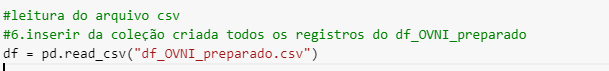 #leitura do arquivo csv
#6.inserir da coleção criada todos os registros do df_OVNI_preparado
df = pd.read_csv("df_OVNI_preparado.csv")